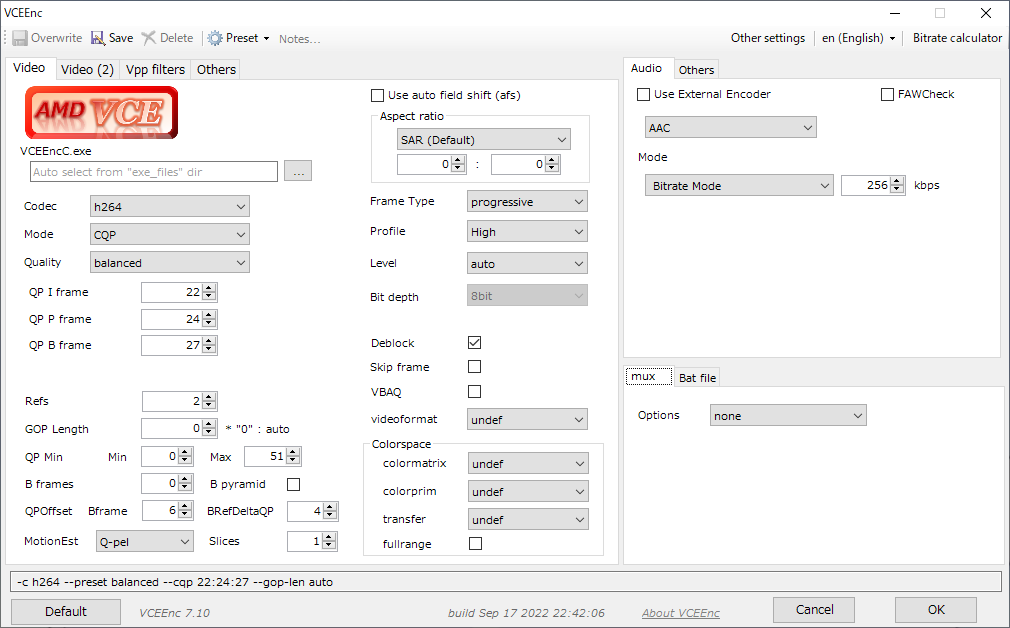 VCEEnc
Overwrite Save Delete Preset Notes... Other settings en (English) Bitrate calculator
Video Video (2) Vpp filters Others
AMD VCE
VCEEncC.exe
Auto select from "exe_files" dir ...
Codec h264
Mode CQP
Quality balanced
QP I frame 22
QP P frame 24
QP B frame 27
Refs 2
GOP Length 0 * "0" : auto
QP Min Min 0 Max 51
B frames 0 B pyramid
QPOffset Bframe 6 BRefDeltaQP 4
MotionEst Q-pel Slices 1
Use auto field shift (afs)
Aspect ratio
SAR (Default)
0 : 0
Frame Type progressive
Profile High
Level auto
Bit depth 8bit
Deblock
Skip frame
VBAQ
videoformat undef
Colorspace
colormatrix undef
colorprim undef
transfer undef
fullrange
Audio Others
Use External Encoder FAWCheck
AAC
Mode
Bitrate Mode 256 kbps
mux Bat file
Options none
-c h264 --preset balanced --cqp 22:24:27 --gop-len auto
Default VCEEnc 7.10 build Sep 17 2022 22:42:06 About VCEEnc Cancel OK